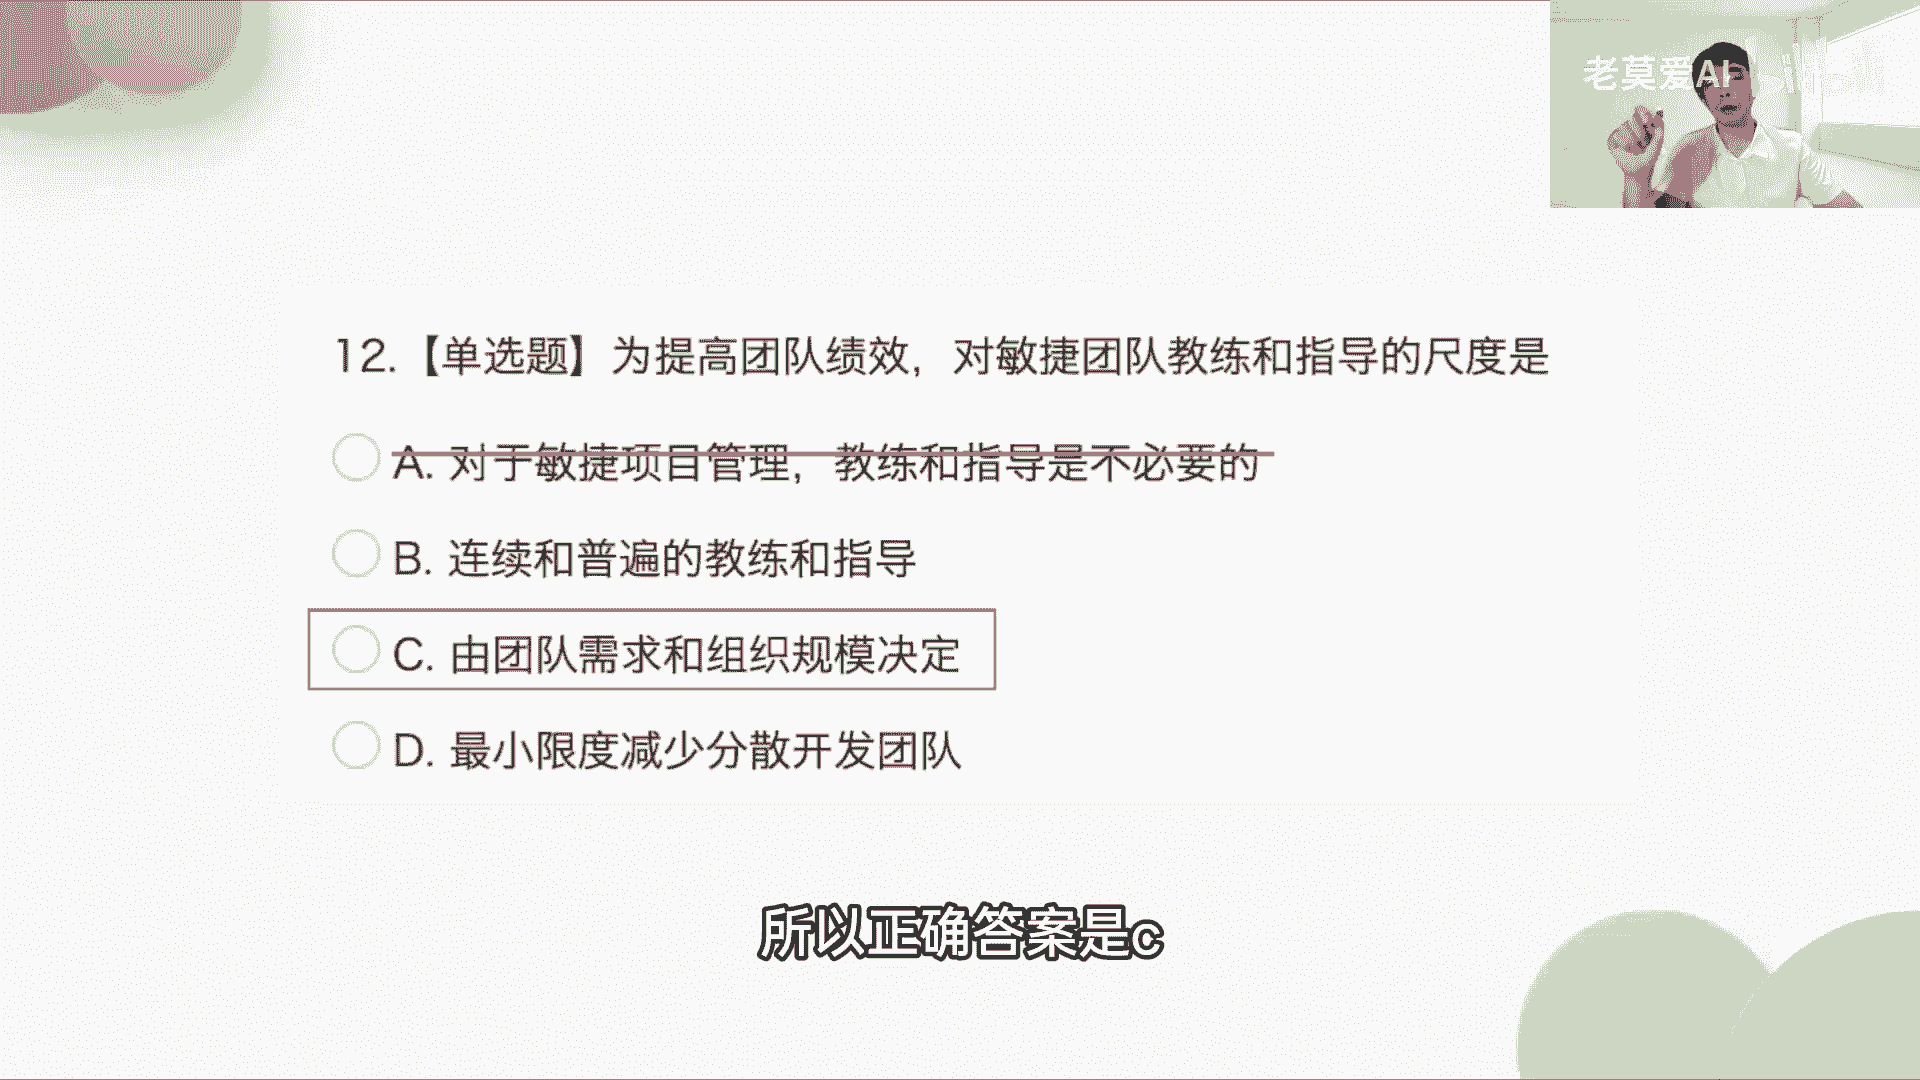 老莫爱AI bilibili
12.【单选题】为提高团队绩效，对敏捷团队教练和指导的尺度是
A. 对于敏捷项目管理，教练和指导是不必要的
B. 连续和普遍的教练和指导
C. 由团队需求和组织规模决定
D. 最小限度减少分散开发团队
所以正确答案是c